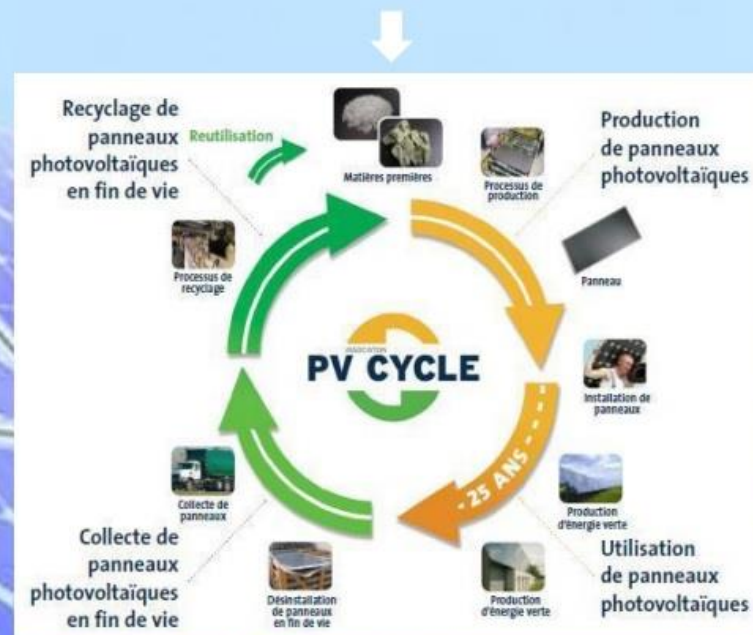 Recyclage de
panneaux
photovoltaïques
en fin de vie
Reutilisation
Matières premières
Processus de
production
Production
de panneaux
photovoltaïques
Panneau
Processus de
recyclage
ASSOCIATION
PV CYCLE
Installation de
panneaux
- 25 ANS -
Production
d'énergie verte
Collecte de
panneaux
Collecte de
panneaux
photovoltaïques
en fin de vie
Désinstallation
de panneaux
en fin de vie
Production
d'énergie verte
Utilisation
de panneaux
photovoltaïques